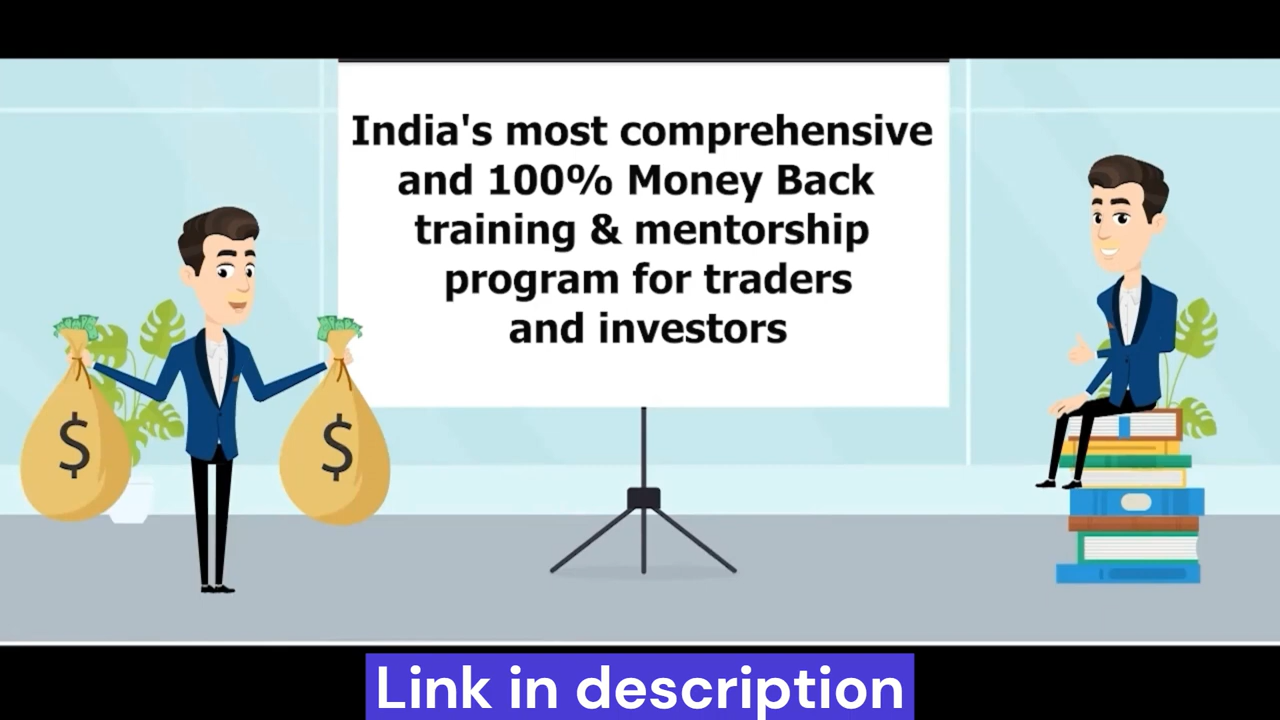 India's most comprehensive
and 100% Money Back
training & mentorship
program for traders
and investors
$ $
Link in description